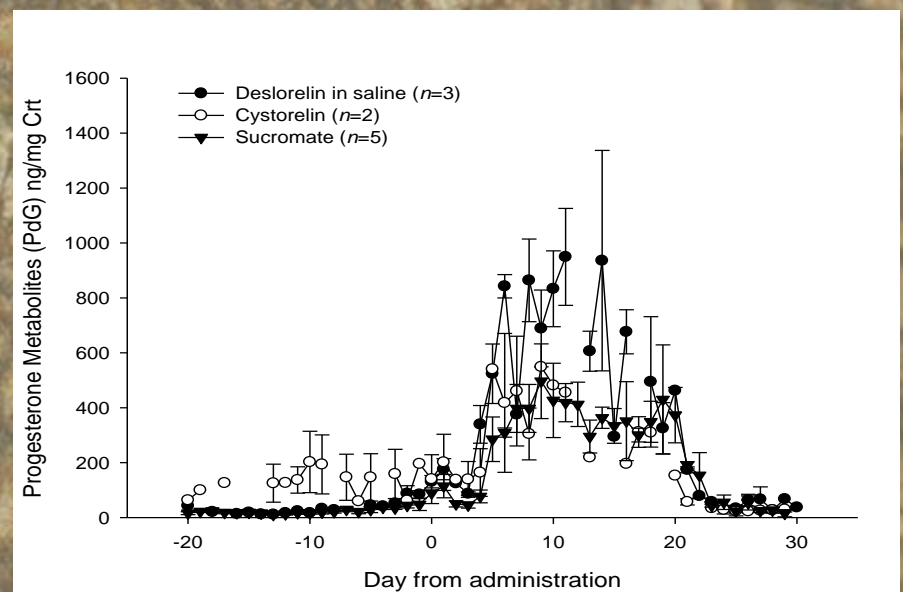 Progesterone Metabolites (PdG) ng/mg Crt
1600
1400
1200
1000
800
600
400
200
0
Deslorelin in saline (n=3)
Cystorelin (n=2)
Sucromate (n=5)
-20 -10 0 10 20 30
Day from administration